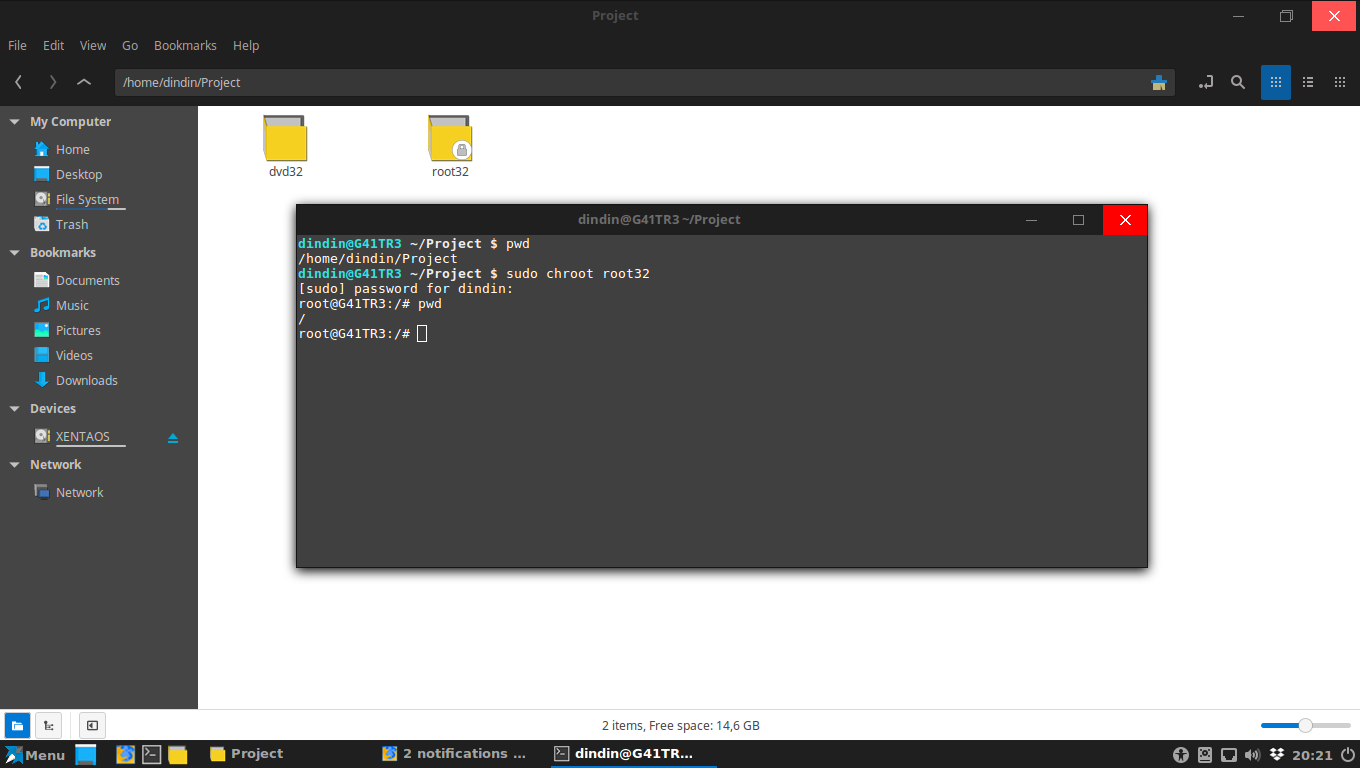 Project
File Edit View Go Bookmarks Help
/home/dindin/Project
My Computer
Home
Desktop
File System
Trash
Bookmarks
Documents
Music
Pictures
Videos
Downloads
Devices
XENTAOS
Network
Network
dvd32
root32
dindin@G41TR3 ~/Project
dindin@G41TR3 ~/Project $ pwd
/home/dindin/Project
dindin@G41TR3 ~/Project $ sudo chroot root32
[sudo] password for dindin:
root@G41TR3:/# pwd
/
root@G41TR3:/#
2 items, Free space: 14,6 GB
Menu Project 2 notifications ... dindin@G41TR... 20:21